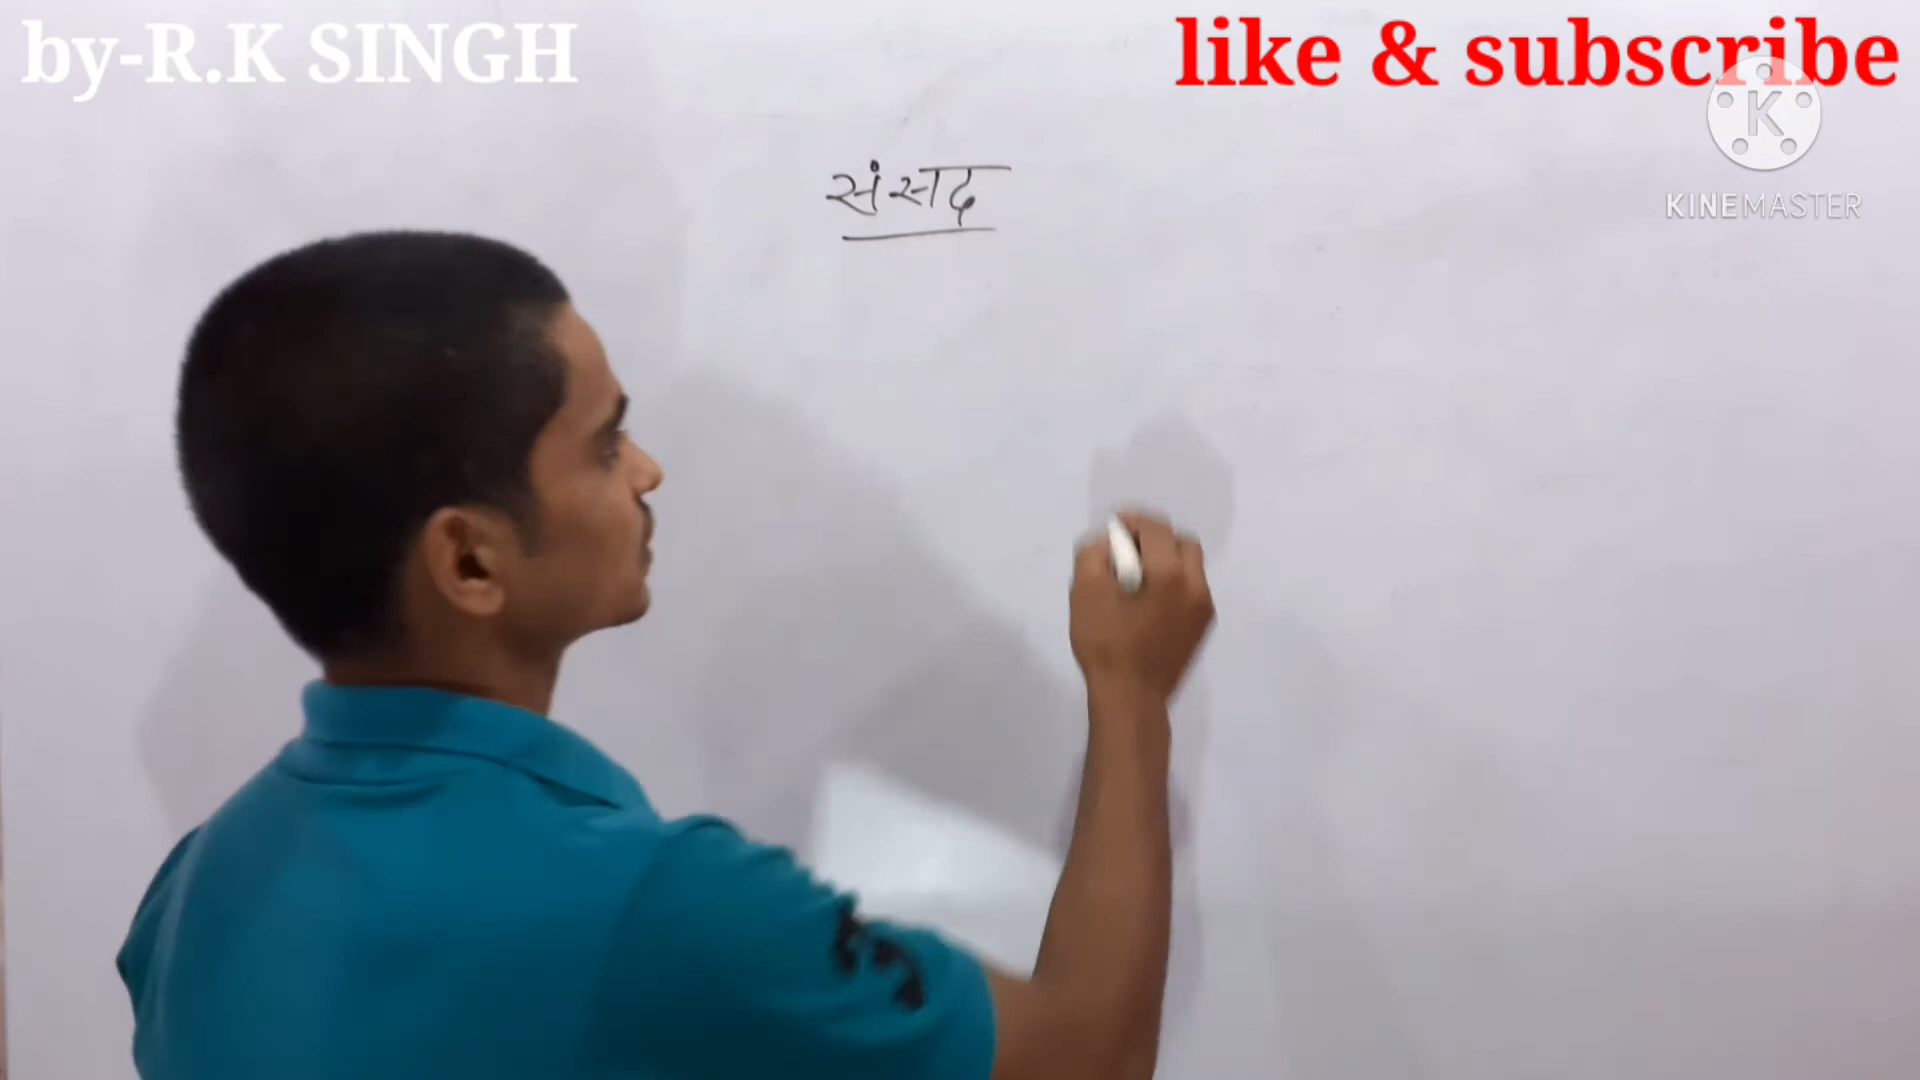 by-R.K SINGH
like & subscribe
K
KINEMASTER
संसद